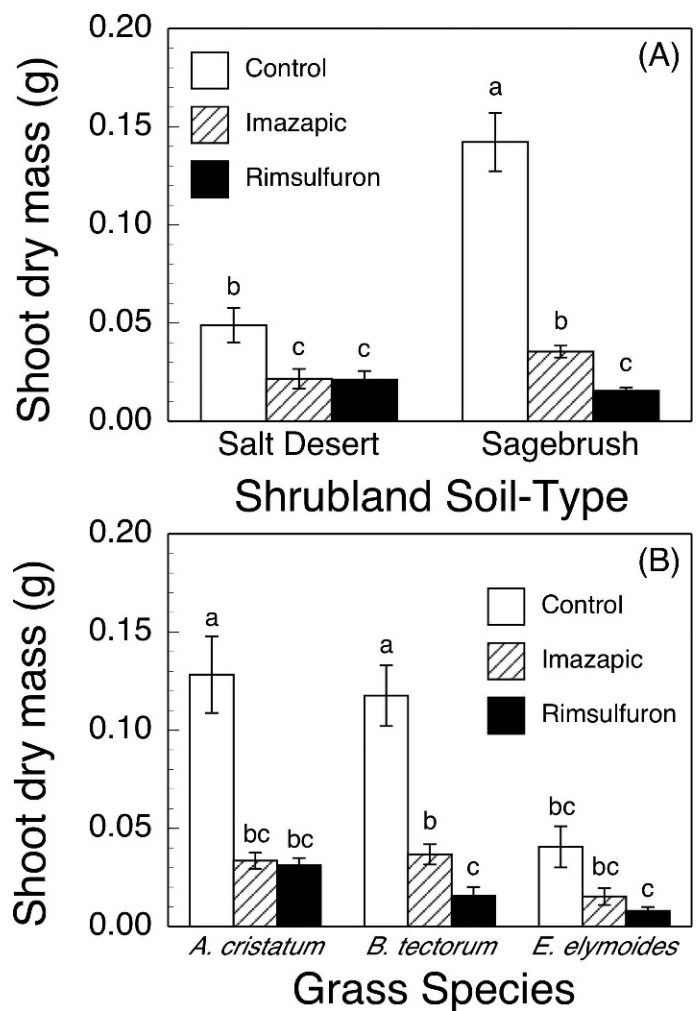 0.20
(A)
Control
a
0.15
Imazapic
Rimsulfuron
0.10
Shoot dry mass (g)
0.05
b
b
c
c
c
0.00
Salt Desert
Sagebrush
Shrubland Soil-Type
0.20
(B)
Control
a
a
0.15
Imazapic
Rimsulfuron
0.10
Shoot dry mass (g)
0.05
bc
bc
b
c
bc
bc
c
0.00
A. cristatum
B. tectorum
E. elymoides
Grass Species